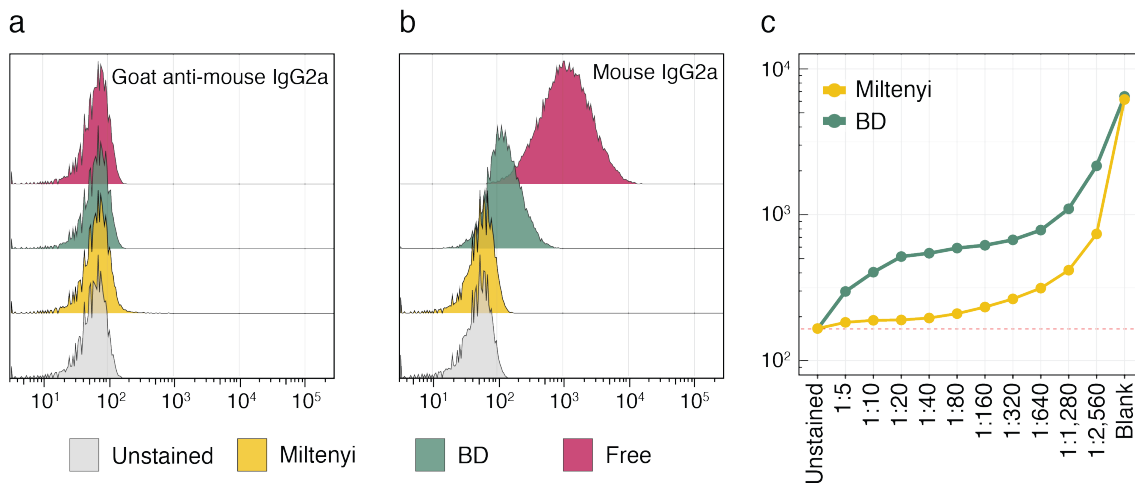 a
Goat anti-mouse IgG2a
10¹ 10² 10³ 10⁴ 10⁵
b
Mouse IgG2a
10¹ 10² 10³ 10⁴ 10⁵
c
10⁴
10³
10²
Miltenyi
BD
Unstained
1:5
1:10
1:20
1:40
1:80
1:160
1:320
1:640
1:1,280
1:2,560
Blank
Unstained Miltenyi BD Free